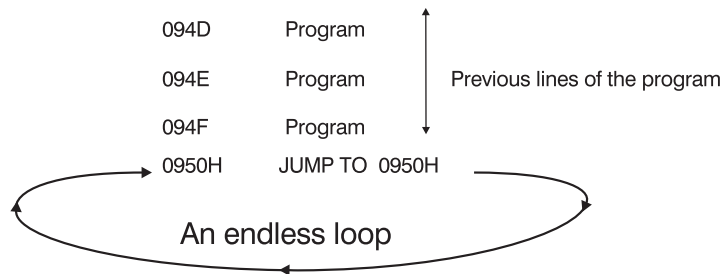 094D Program
094E Program Previous lines of the program
094F Program
0950H JUMP TO 0950H
An endless loop